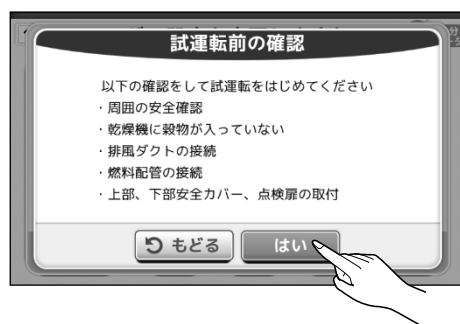 試運転前の確認
以下の確認をして試運転をはじめてください
・周囲の安全確認
・乾燥機に穀物が入っていない
・排風ダクトの接続
・燃料配管の接続
・上部、下部安全カバー、点検扉の取付
もどる
はい